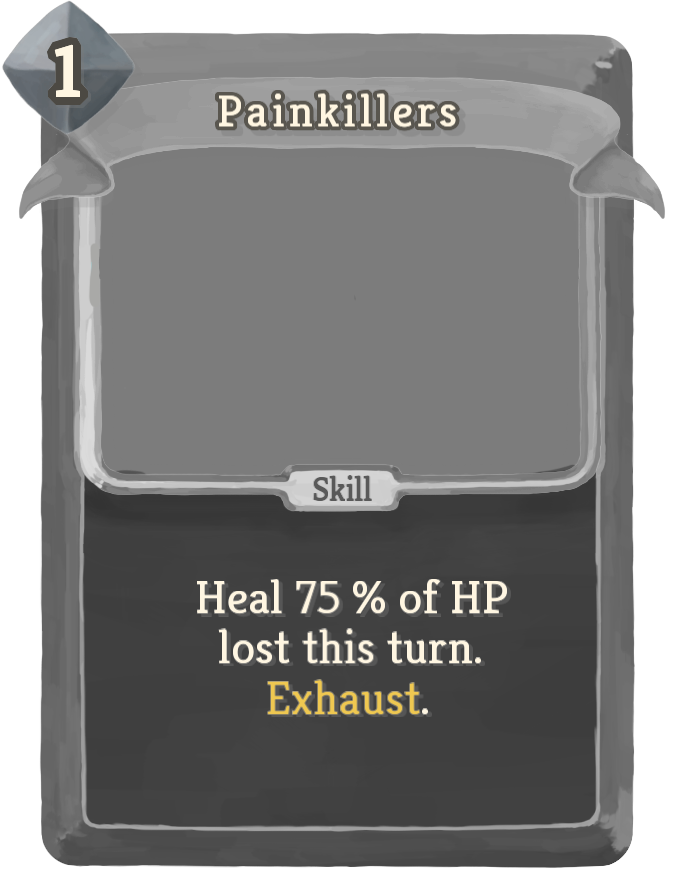 1
Painkillers
Skill
Heal 75 % of HP
lost this turn.
Exhaust.